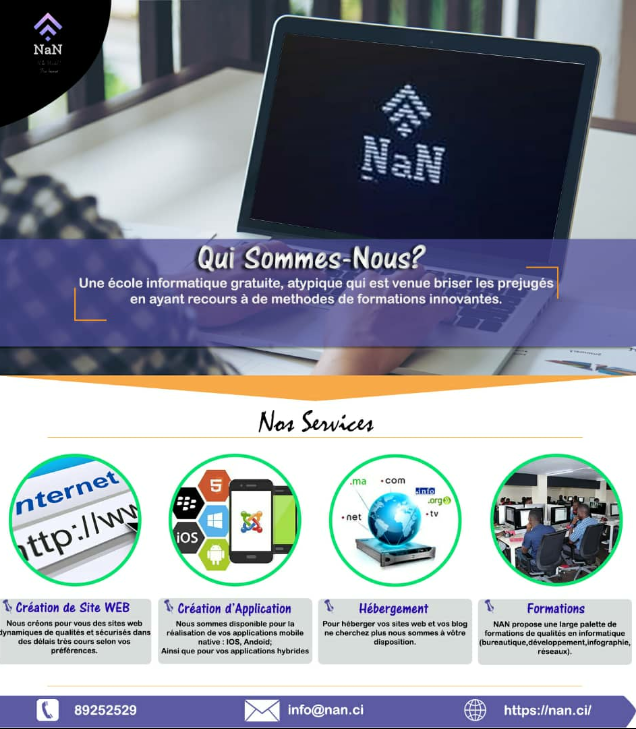 NaN
NaN
Qui Sommes-Nous?
Une école informatique gratuite, atypique qui est venue briser les prejugés
en ayant recours à de methodes de formations innovantes.
Nos Services
nternet
ttp://ww
5
iOS
.ma
.com
.info
.org
.net
.tv
Création de Site WEB
Nous créons pour vous des sites web
dynamiques de qualités et sécurisés dans
des délais très cours selon vos
préférences.
Création d'Application
Nous sommes disponible pour la
réalisation de vos applications mobile
native : IOS, Andoid;
Ainsi que pour vos applications hybrides
Hébergement
Pour héberger vos sites web et vos blog
ne cherchez plus nous sommes à vôtre
disposition.
Formations
NAN propose une large palette de
formations de qualités en informatique
(bureautique,développement,infographie,
réseaux).
89252529
info@nan.ci
https://nan.ci/